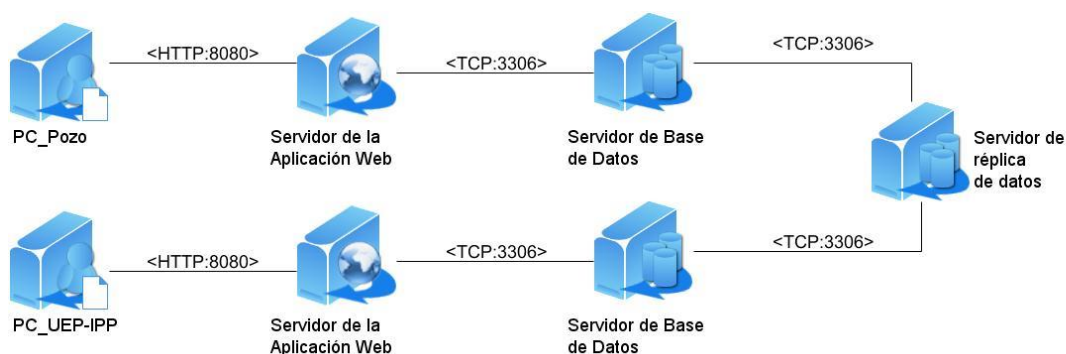 <HTTP:8080>
<TCP:3306>
<TCP:3306>
PC_Pozo
Servidor de la
Aplicación Web
Servidor de Base
de Datos
Servidor de
réplica
de datos
<HTTP:8080>
<TCP:3306>
<TCP:3306>
PC_UEP-IPP
Servidor de la
Aplicación Web
Servidor de Base
de Datos